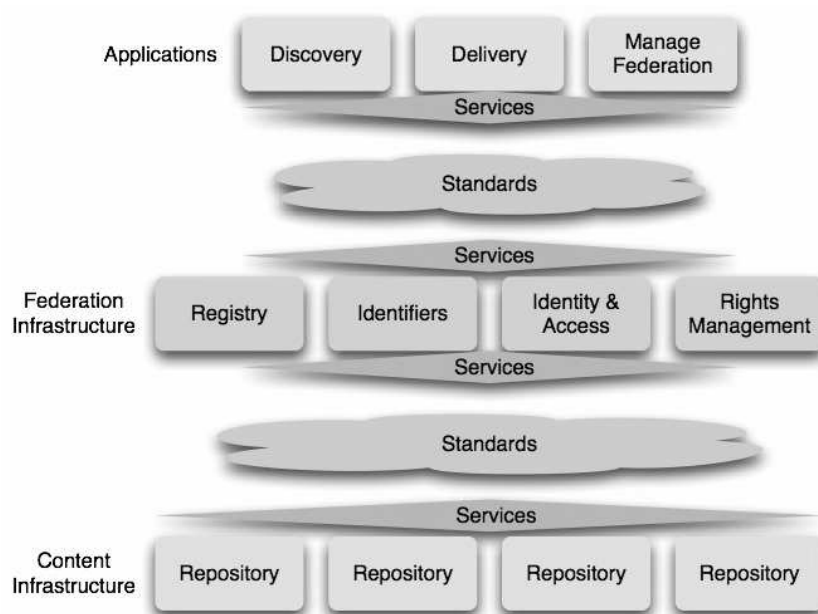 Applications
Discovery
Delivery
Manage
Federation
Services
Standards
Services
Federation
Infrastructure
Registry
Identifiers
Identity &
Access
Rights
Management
Services
Standards
Services
Content
Infrastructure
Repository
Repository
Repository
Repository